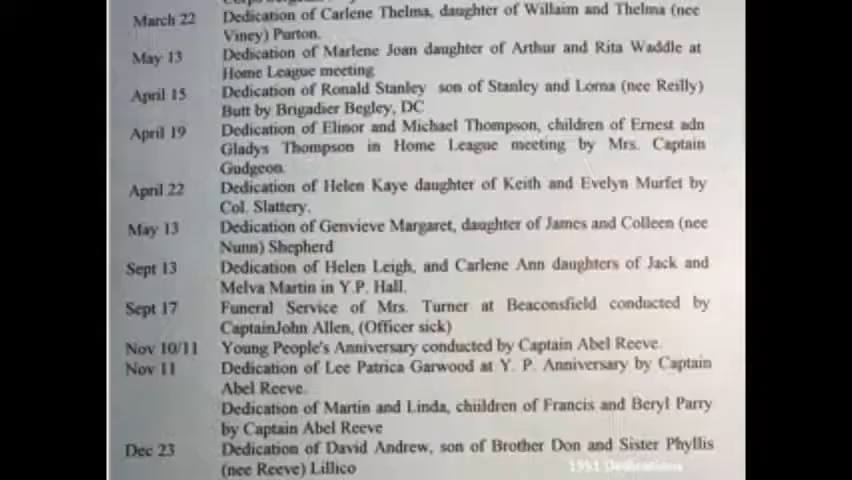 March 22 Dedication of Carlene Thelma, daughter of Willaim and Thelma (nee
Viney) Purton.
May 13 Dedication of Marlene Joan daughter of Arthur and Rita Waddle at
Home League meeting
April 15 Dedication of Ronald Stanley son of Stanley and Lorna (nee Reilly)
Butt by Brigadier Begley, DC
April 19 Dedication of Elinor and Michael Thompson, children of Ernest adn
Gladys Thompson in Home League meeting by Mrs. Captain
Gudgeon.
April 22 Dedication of Helen Kaye daughter of Keith and Evelyn Murfet by
Col. Slattery.
May 13 Dedication of Genvieve Margaret, daughter of James and Colleen (nee
Nunn) Shepherd
Sept 13 Dedication of Helen Leigh, and Carlene Ann daughters of Jack and
Melva Martin in Y.P. Hall.
Sept 17 Funeral Service of Mrs. Turner at Beaconsfield conducted by
CaptainJohn Allen, (Officer sick)
Nov 10/11 Young People's Anniversary conducted by Captain Abel Reeve.
Nov 11 Dedication of Lee Patrica Garwood at Y. P. Anniversary by Captain
Abel Reeve.
Dedication of Martin and Linda, chiildren of Francis and Beryl Parry
by Captain Abel Reeve
Dec 23 Dedication of David Andrew, son of Brother Don and Sister Phyllis
(nee Reeve) Lillico
1951 Dedications